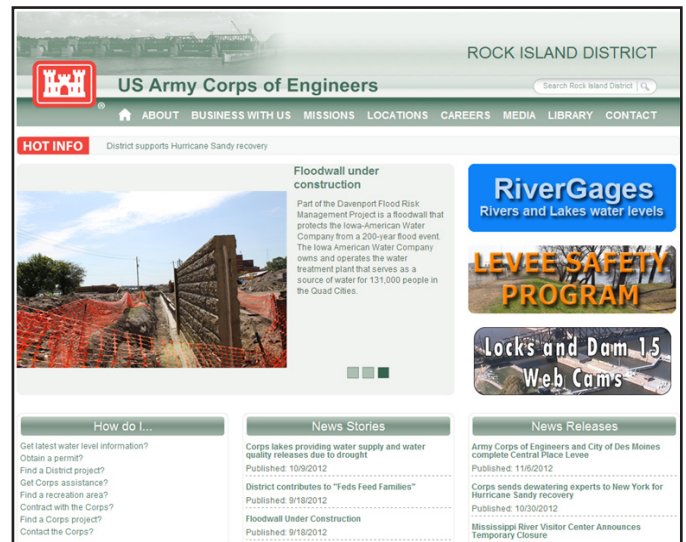 ROCK ISLAND DISTRICT
US Army Corps of Engineers
®
Search Rock Island District
ABOUT BUSINESS WITH US MISSIONS LOCATIONS CAREERS MEDIA LIBRARY CONTACT
HOT INFO District supports Hurricane Sandy recovery
Floodwall under
construction
Part of the Davenport Flood Risk
Management Project is a floodwall that
protects the Iowa-American Water
Company from a 200-year flood event.
The Iowa American Water Company
owns and operates the water
treatment plant that serves as a
source of water for 131,000 people in
the Quad Cities.
RiverGages
Rivers and Lakes water levels
LEVEE SAFETY
PROGRAM
Locks and Dam 15
Web Cams
How do I...
Get latest water level information?
Obtain a permit?
Find a District project?
Get Corps assistance?
Find a recreation area?
Contract with the Corps?
Find a Corps project?
Contact the Corps?
News Stories
Corps lakes providing water supply and water
quality releases due to drought
Published: 10/9/2012
District contributes to "Feds Feed Families"
Published: 9/18/2012
Floodwall Under Construction
Published: 9/18/2012
News Releases
Army Corps of Engineers and City of Des Moines
complete Central Place Levee
Published: 11/6/2012
Corps sends dewatering experts to New York for
Hurricane Sandy recovery
Published: 10/30/2012
Mississippi River Visitor Center Announces
Temporary Closure